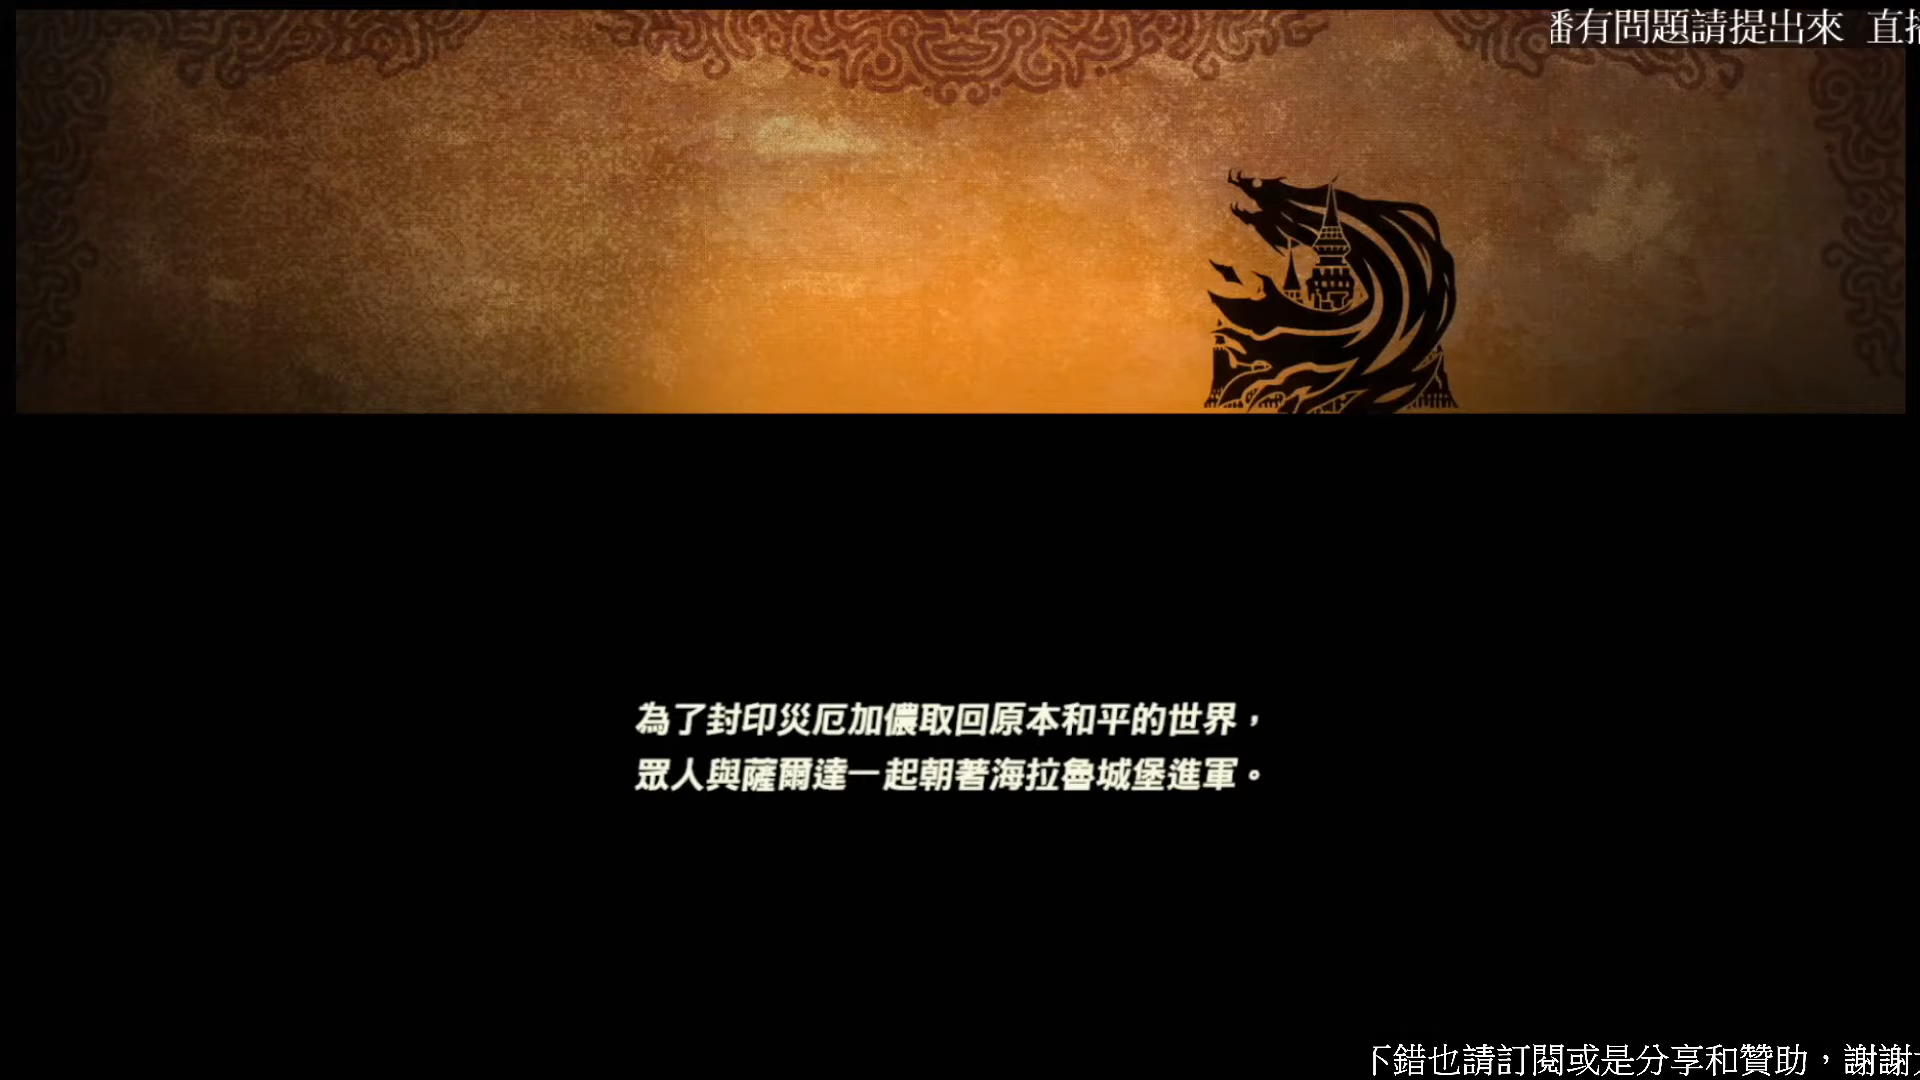 有問題請提出來 直
為了封印災厄加儂取回原本和平的世界，
眾人與薩爾達一起朝著海拉魯城堡進軍。
錯也請訂閱或是分享和贊助，謝謝